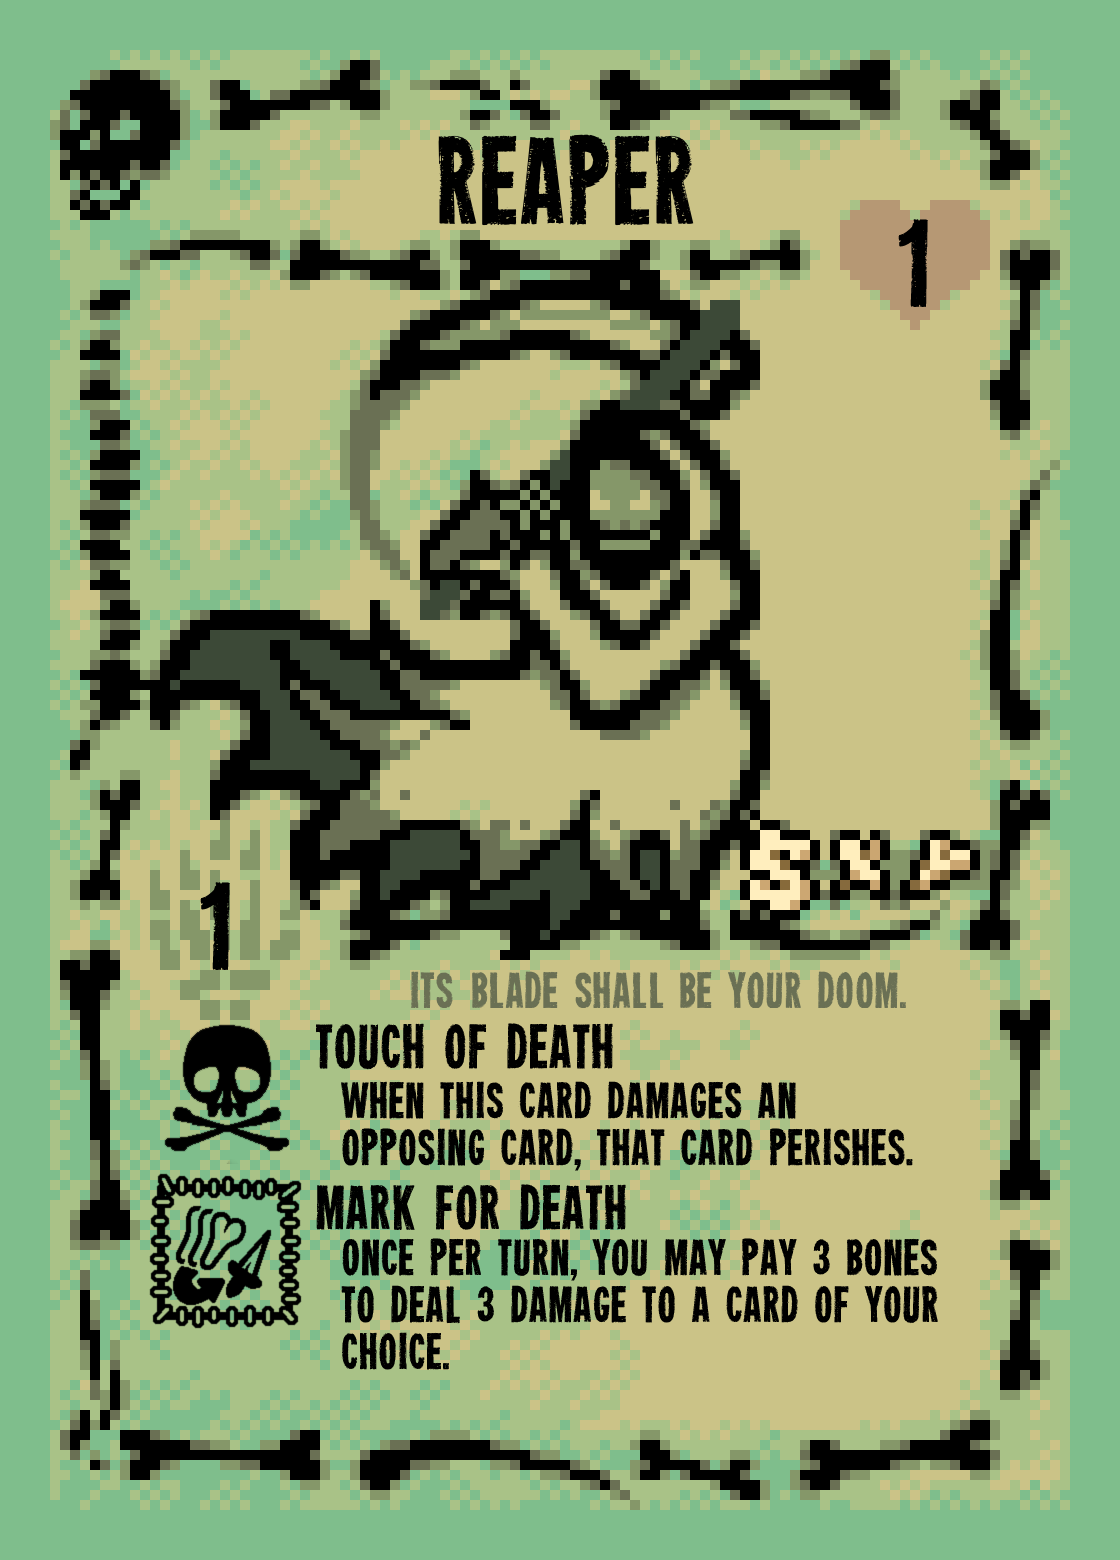 REAPER
1
5 X
1
ITS BLADE SHALL BE YOUR DOOM.
TOUCH OF DEATH
WHEN THIS CARD DAMAGES AN
OPPOSING CARD, THAT CARD PERISHES.
MARK FOR DEATH
ONCE PER TURN, YOU MAY PAY 3 BONES
TO DEAL 3 DAMAGE TO A CARD OF YOUR
CHOICE.